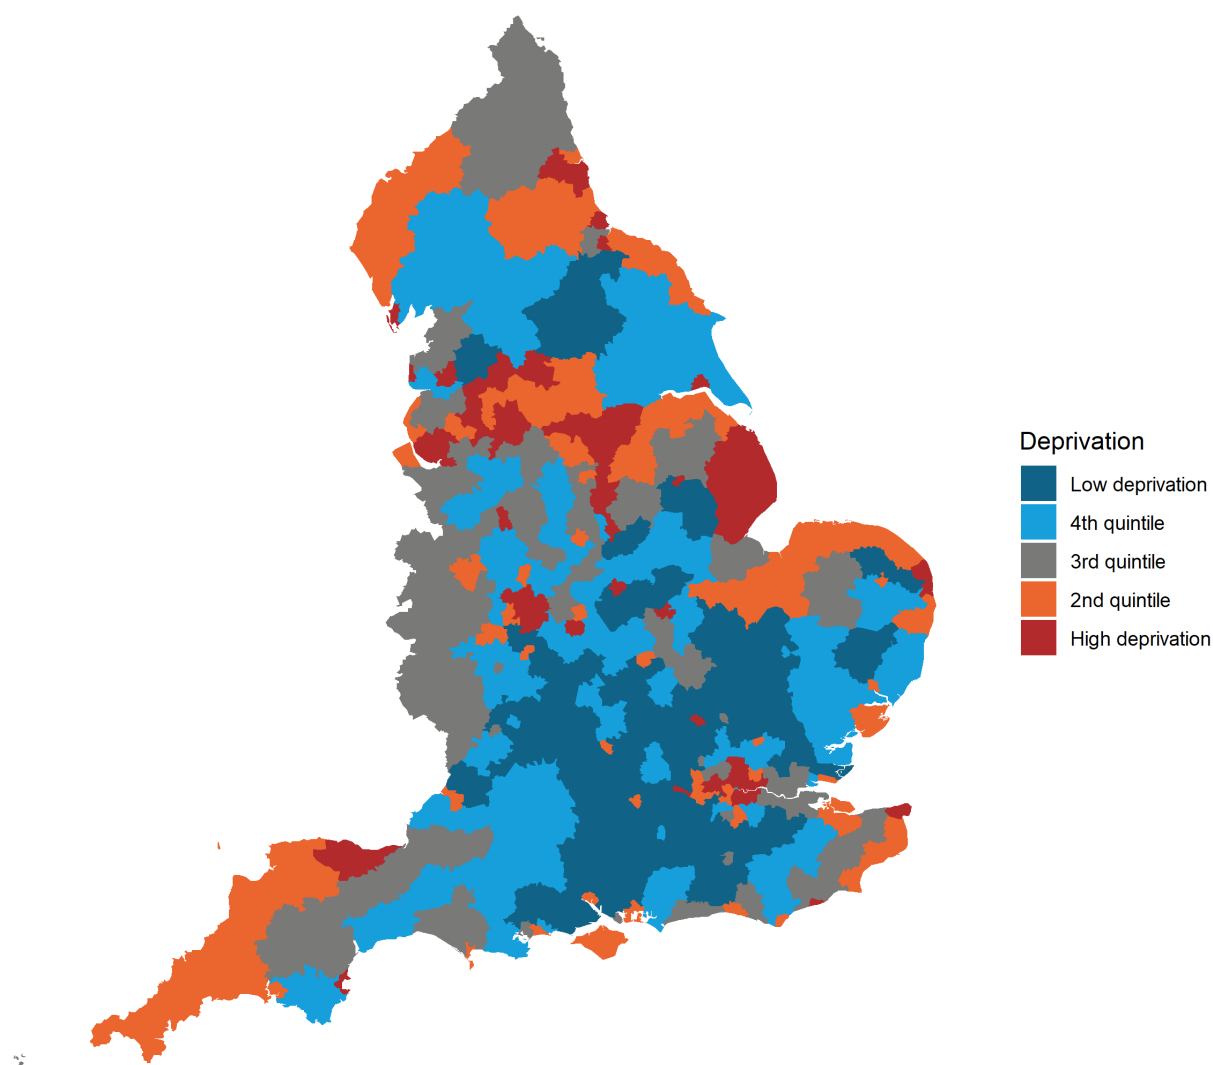 Deprivation
Low deprivation
4th quintile
3rd quintile
2nd quintile
High deprivation